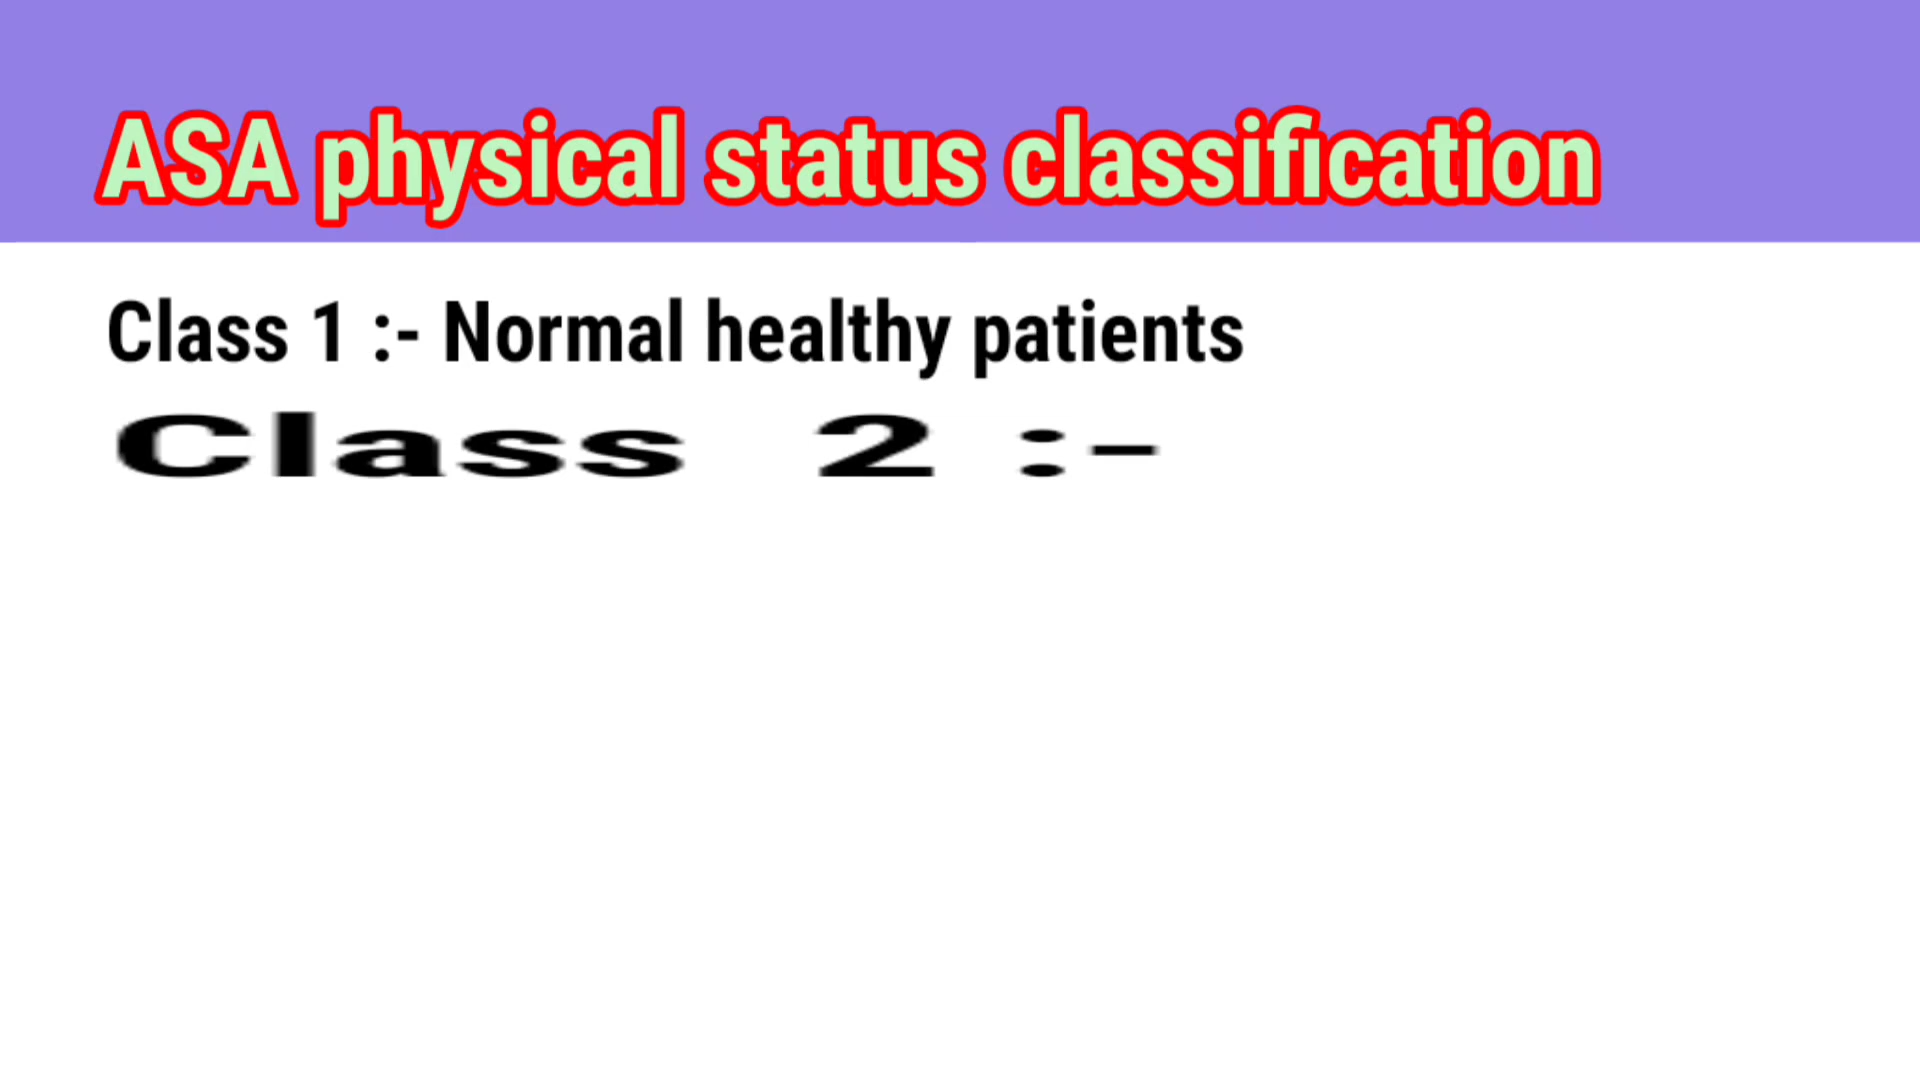 ASA physical status classification
Class 1 :- Normal healthy patients
Class 2 :-